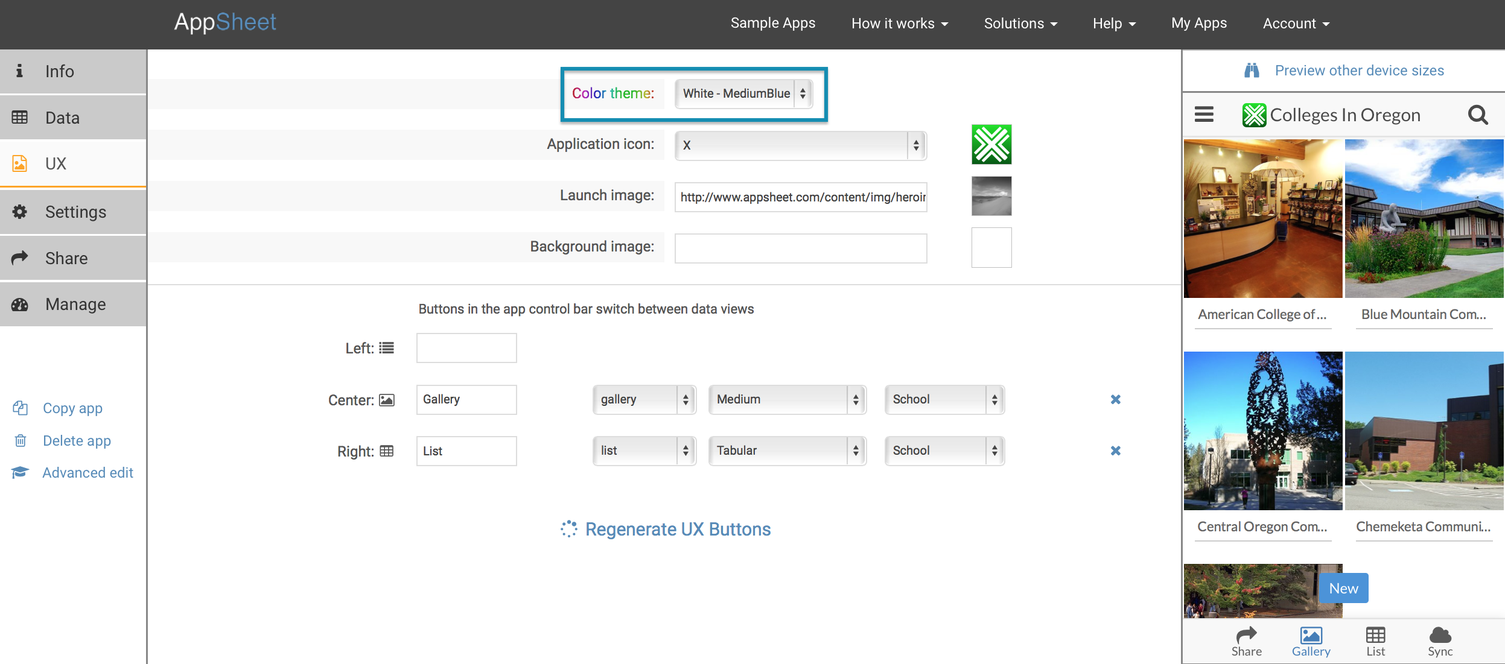 AppSheet Sample Apps How it works Solutions Help My Apps Account
Info
Data
UX
Settings
Share
Manage
Copy app
Delete app
Advanced edit
Color theme: White - MediumBlue
Application icon: X
Launch image: http://www.appsheet.com/content/img/heroir
Background image:
Buttons in the app control bar switch between data views
Left:
Center: Gallery gallery Medium School
Right: List list Tabular School
Regenerate UX Buttons
Preview other device sizes
Colleges In Oregon
American College of... Blue Mountain Com...
Central Oregon Com... Chemeketa Communi...
New
Share Gallery List Sync